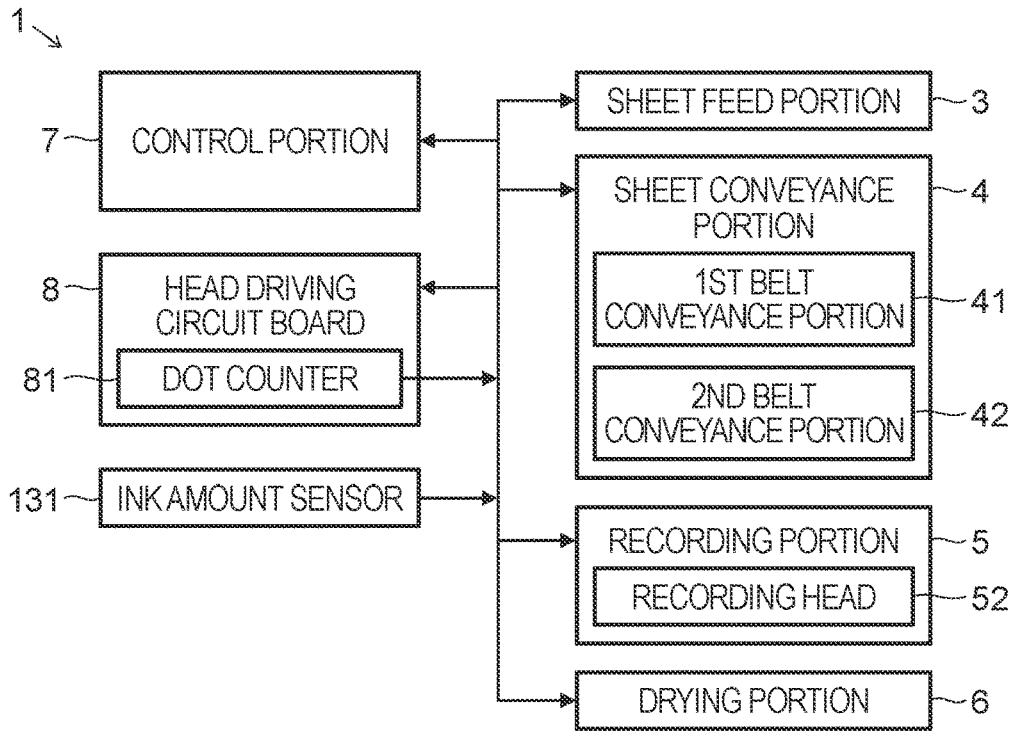 1
7
CONTROL PORTION
8
HEAD DRIVING
CIRCUIT BOARD
81
DOT COUNTER
131
INK AMOUNT SENSOR
SHEET FEED PORTION
3
SHEET CONVEYANCE
PORTION
4
1ST BELT
CONVEYANCE PORTION
41
2ND BELT
CONVEYANCE PORTION
42
RECORDING PORTION
5
RECORDING HEAD
52
DRYING PORTION
6